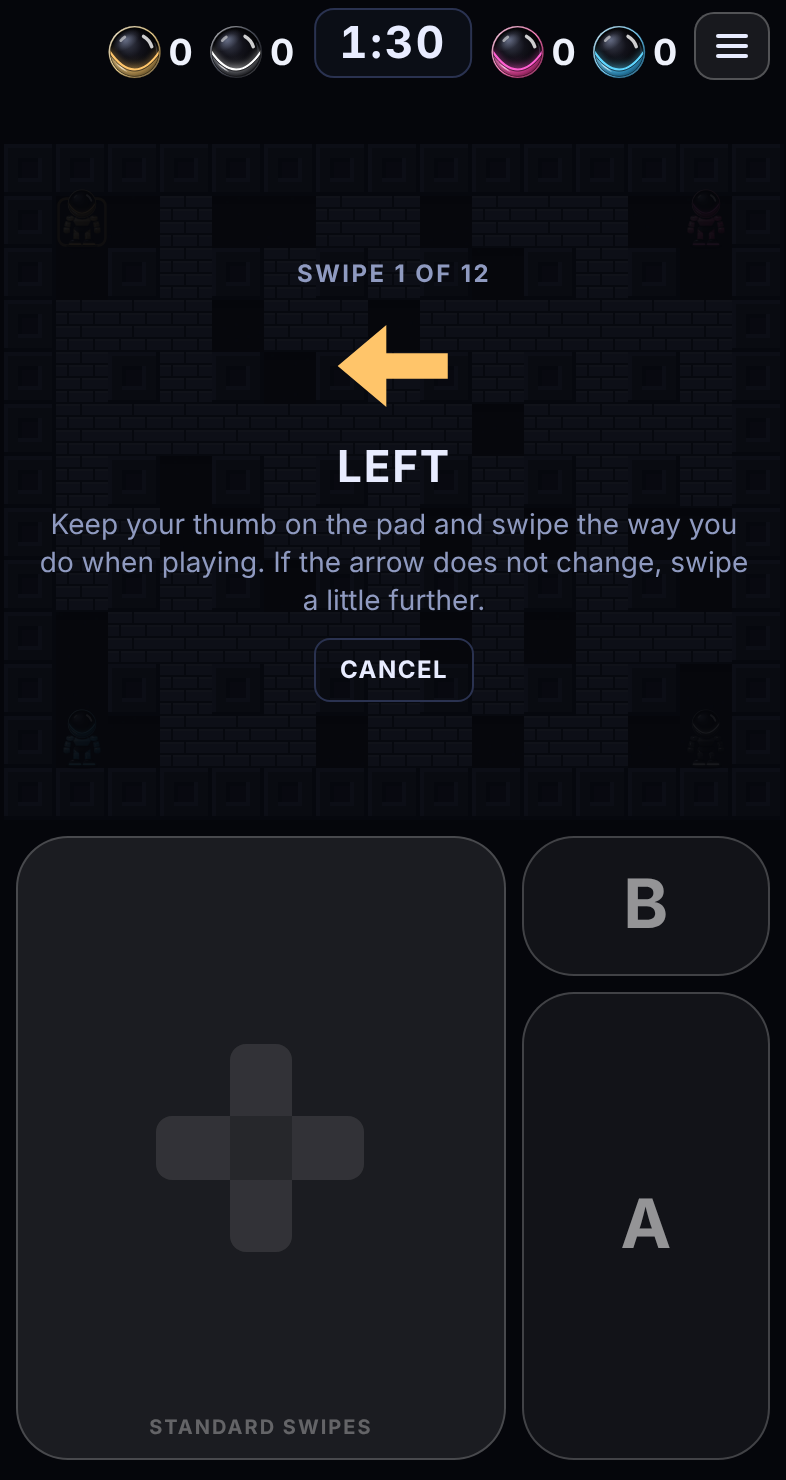 0 0 1:30 0 0
SWIPE 1 OF 12
LEFT
Keep your thumb on the pad and swipe the way you
do when playing. If the arrow does not change, swipe
a little further.
CANCEL
B
A
STANDARD SWIPES